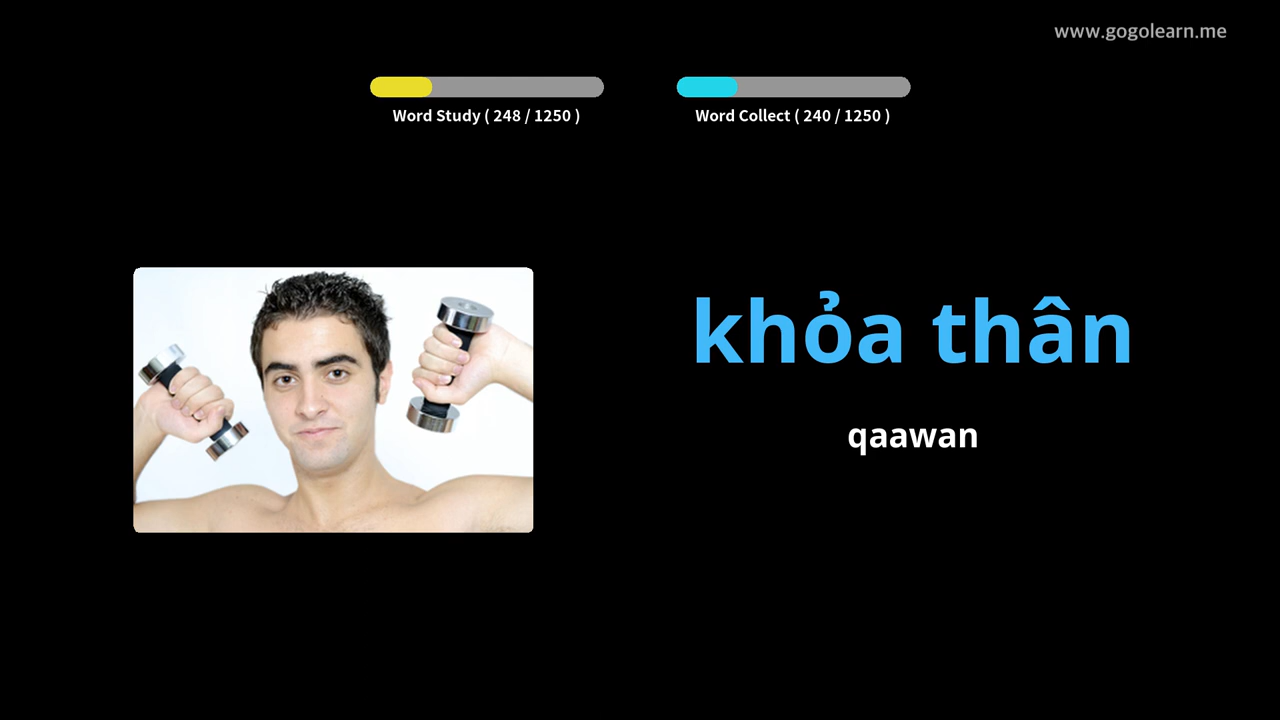 www.gogolearn.me
Word Study ( 248 / 1250 )
Word Collect ( 240 / 1250 )
khỏa thân
qaawan